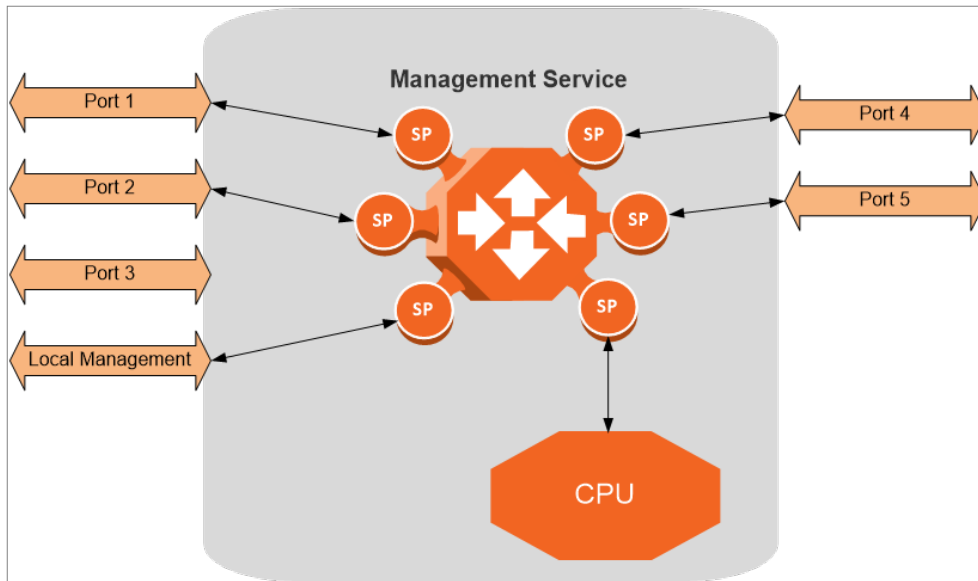 Management Service
Port 1
Port 2
Port 3
Local Management
SP
SP
SP
SP
SP
SP
Port 4
Port 5
CPU